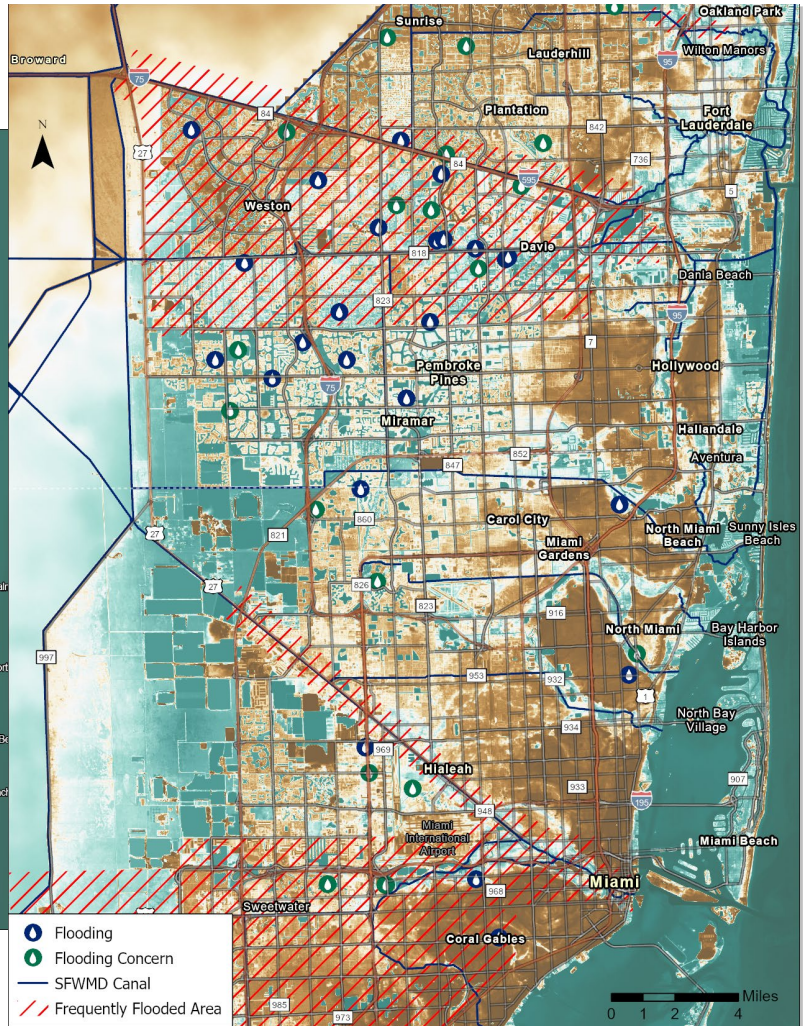 Sunrise
Oakland Park
Broward
Lauderhill
Wilton Manors
75
95
84
Plantation
Fort
Lauderdale
N
27
842
736
84
595
5
Weston
818
Davie
Dania Beach
823
95
7
Pembroke
Pines
Hollywood
75
Miramar
Hallandale
852
847
Aventura
860
Carol City
North Miami
Beach
Sunny Isles
Beach
27
821
Miami
Gardens
27
826
823
916
North Miami
Bay Harbor
Islands
997
953
932
1
North Bay
Village
934
969
Hialeah
933
907
948
195
Miami
International
Airport
Miami Beach
Miami
968
Sweetwater
Coral Gables
Flooding
Flooding Concern
SFWMD Canal
Frequently Flooded Area
985
973
Miles
0 1 2 4